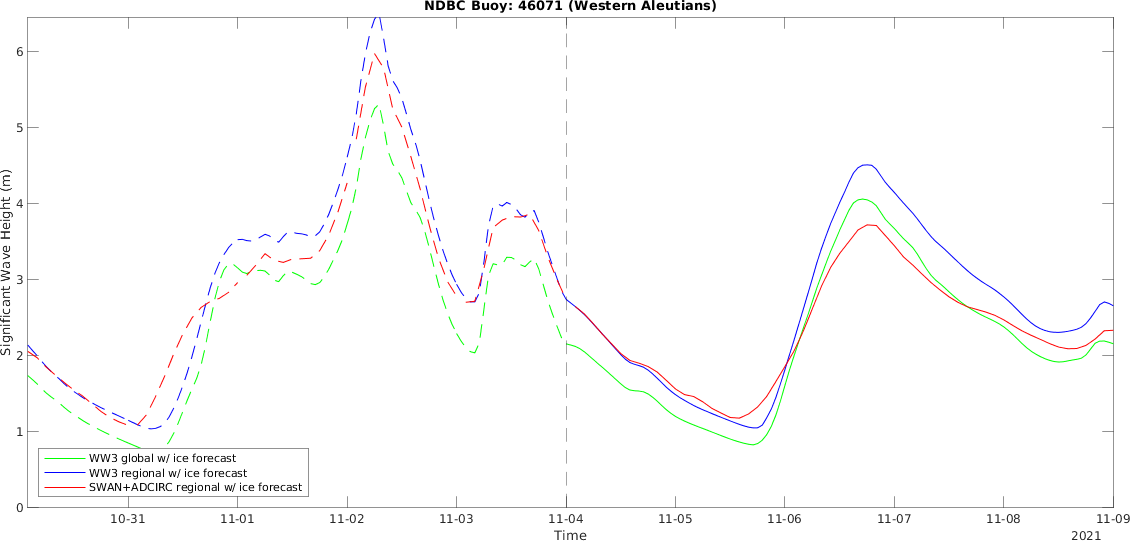 NDBC Buoy: 46071 (Western Aleutians)
Significant Wave Height (m)
6
5
4
3
2
1
0
WW3 global w/ ice forecast
WW3 regional w/ ice forecast
SWAN+ADCIRC regional w/ ice forecast
10-31 11-01 11-02 11-03 11-04 11-05 11-06 11-07 11-08 11-09
Time
2021